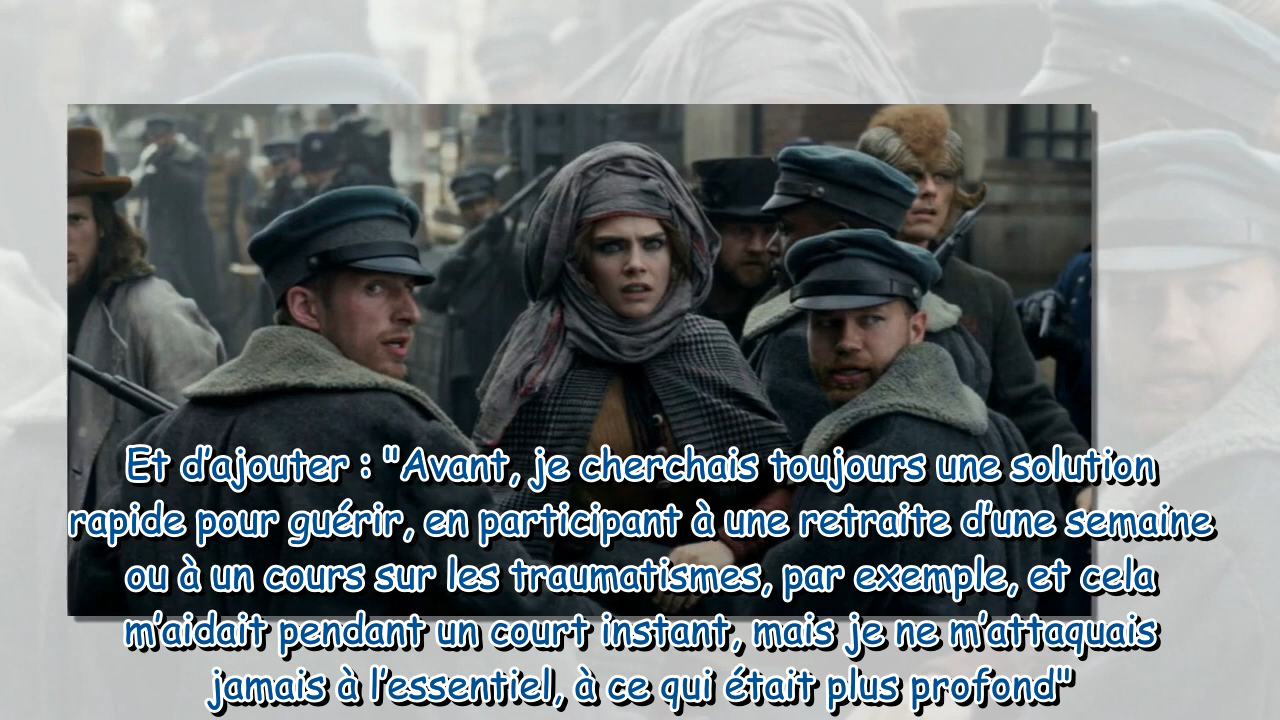 Et d'ajouter : "Avant, je cherchais toujours une solution
rapide pour guérir, en participant à une retraite d'une semaine
ou à un cours sur les traumatismes, par exemple, et cela
m'aidait pendant un court instant, mais je ne m'attaquais
jamais à l'essentiel, à ce qui était plus profond"